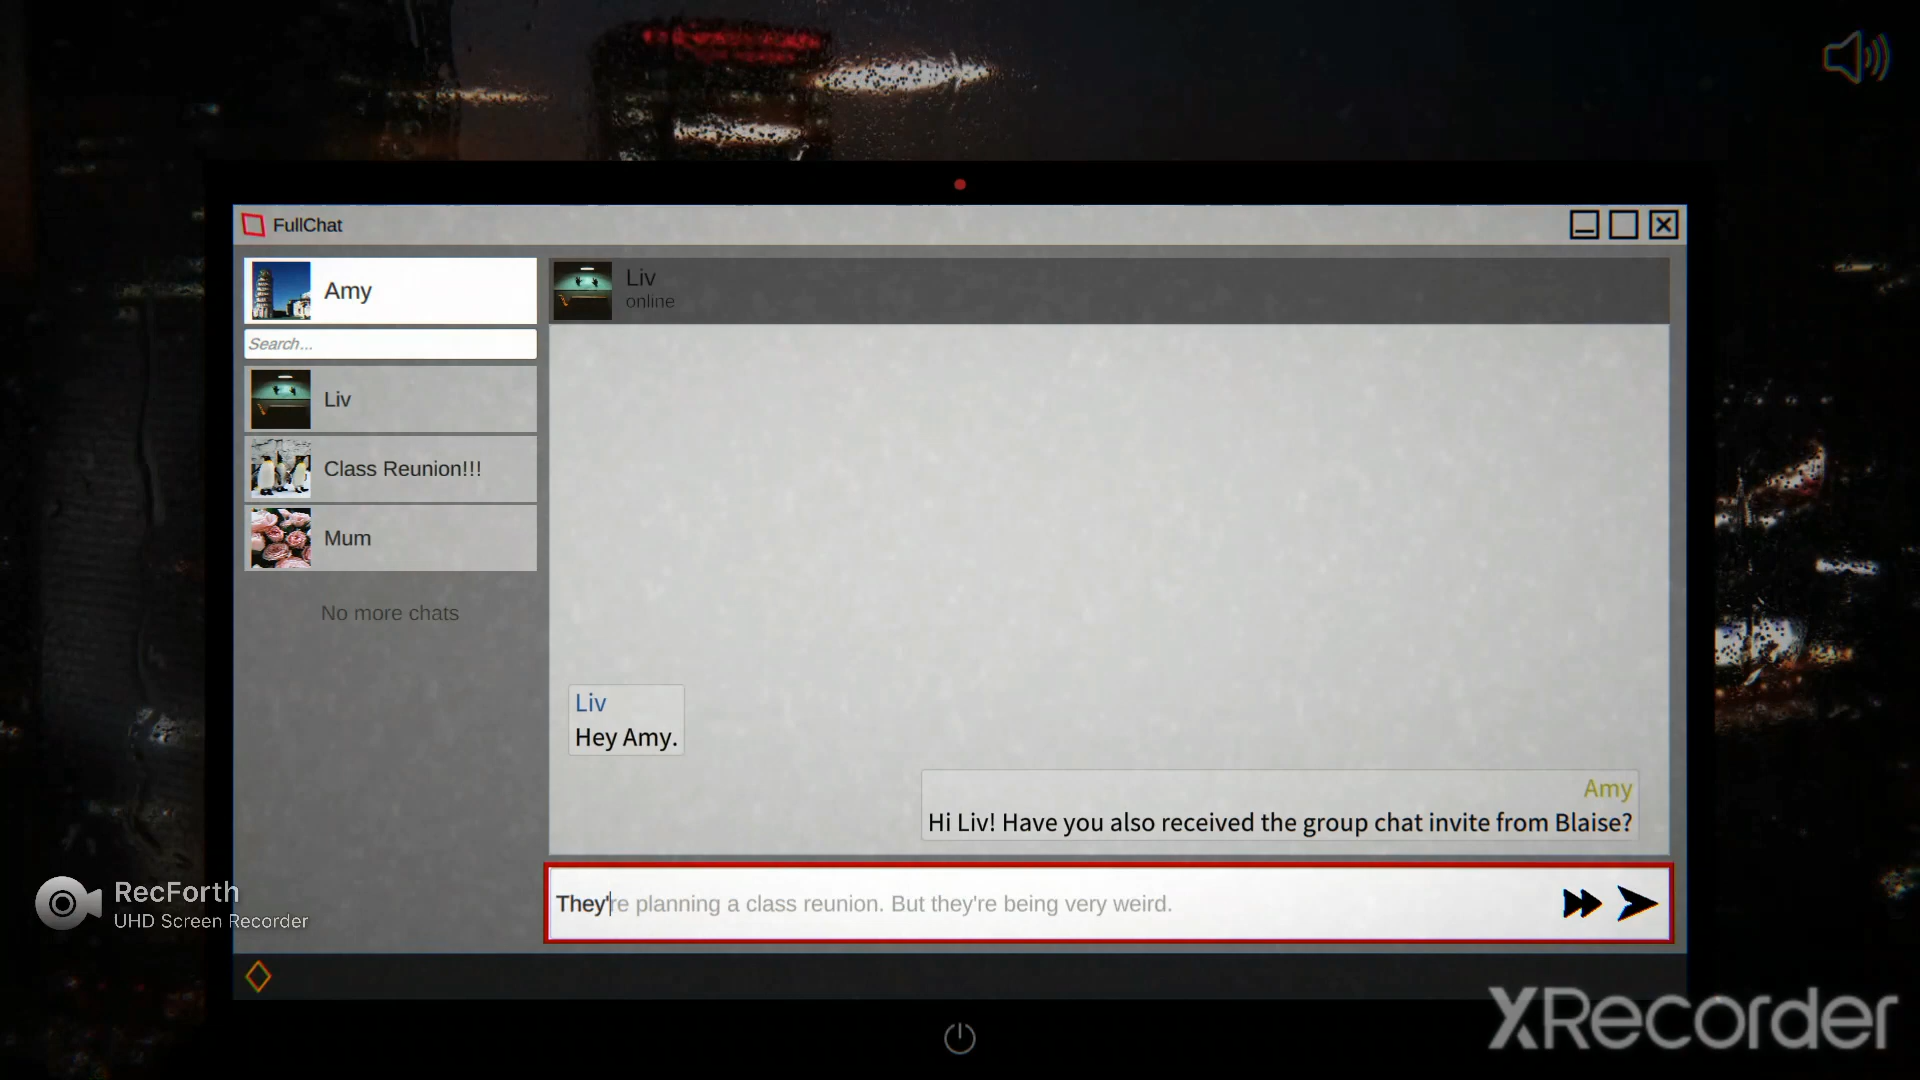 FullChat
Amy
Search...
Liv
Class Reunion!!!
Mum
No more chats
Liv
online
Liv
Hey Amy.
Amy
Hi Liv! Have you also received the group chat invite from Blaise?
They're planning a class reunion. But they're being very weird.
RecForth
UHD Screen Recorder
XRecorder